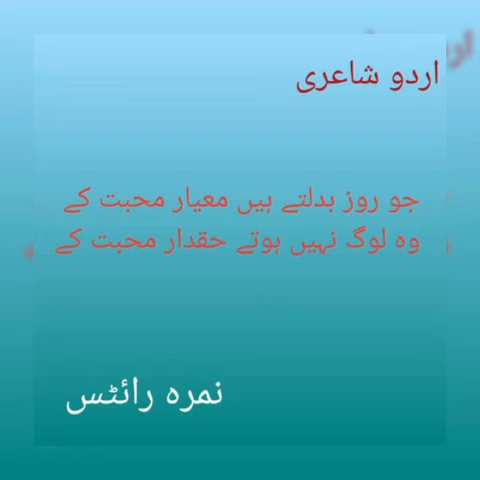 اردو شاعری
جو روز بدلتے ہیں معیار محبت کے
وہ لوگ نہیں ہوتے حقدار محبت کے
نمرہ رائٹس